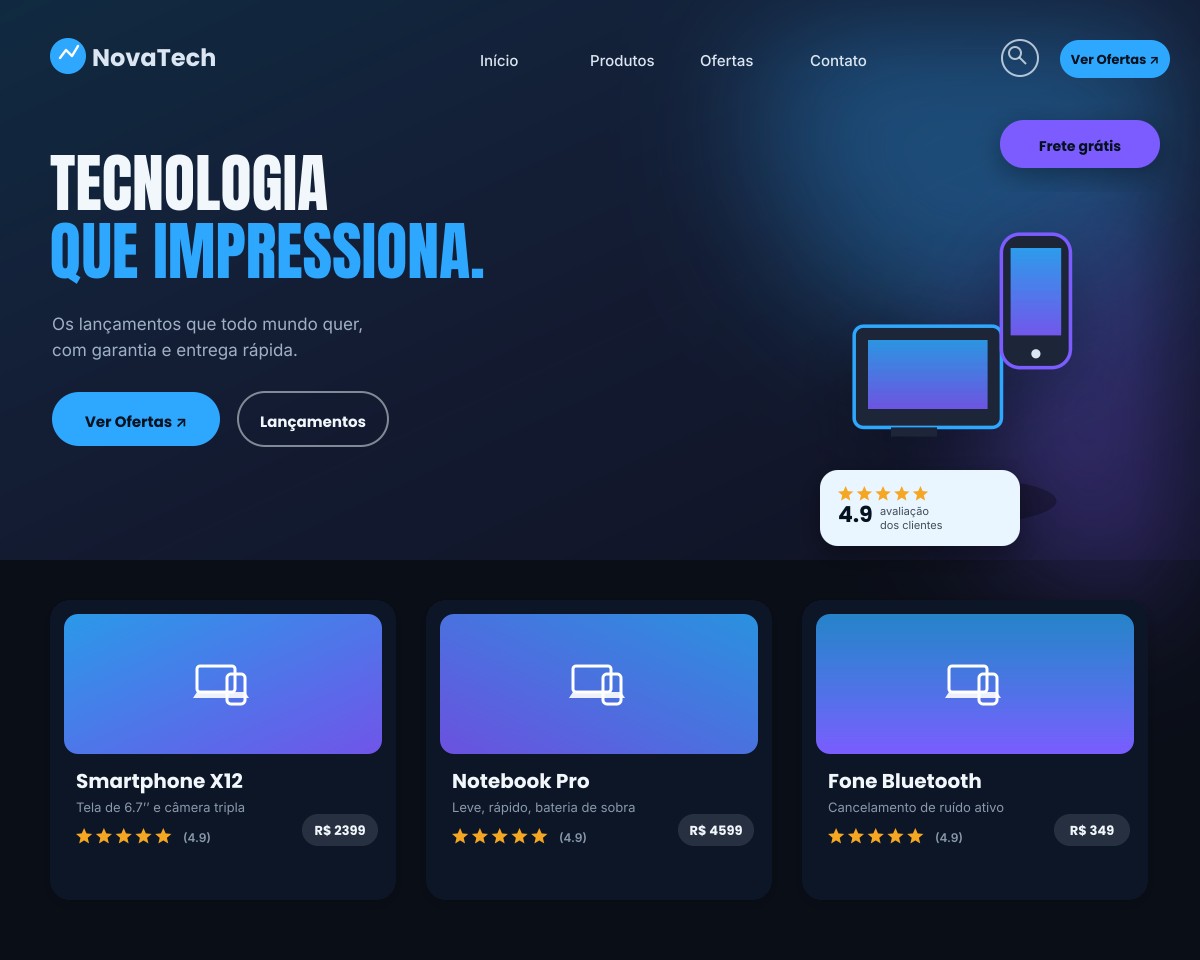 NovaTech
Início
Produtos
Ofertas
Contato
Ver Ofertas ↗
Frete grátis
TECNOLOGIA
QUE IMPRESSIONA.
Os lançamentos que todo mundo quer,
com garantia e entrega rápida.
Ver Ofertas ↗
Lançamentos
4.9
avaliação
dos clientes
Smartphone X12
Tela de 6.7’’ e câmera tripla
(4.9)
R$ 2399
Notebook Pro
Leve, rápido, bateria de sobra
(4.9)
R$ 4599
Fone Bluetooth
Cancelamento de ruído ativo
(4.9)
R$ 349